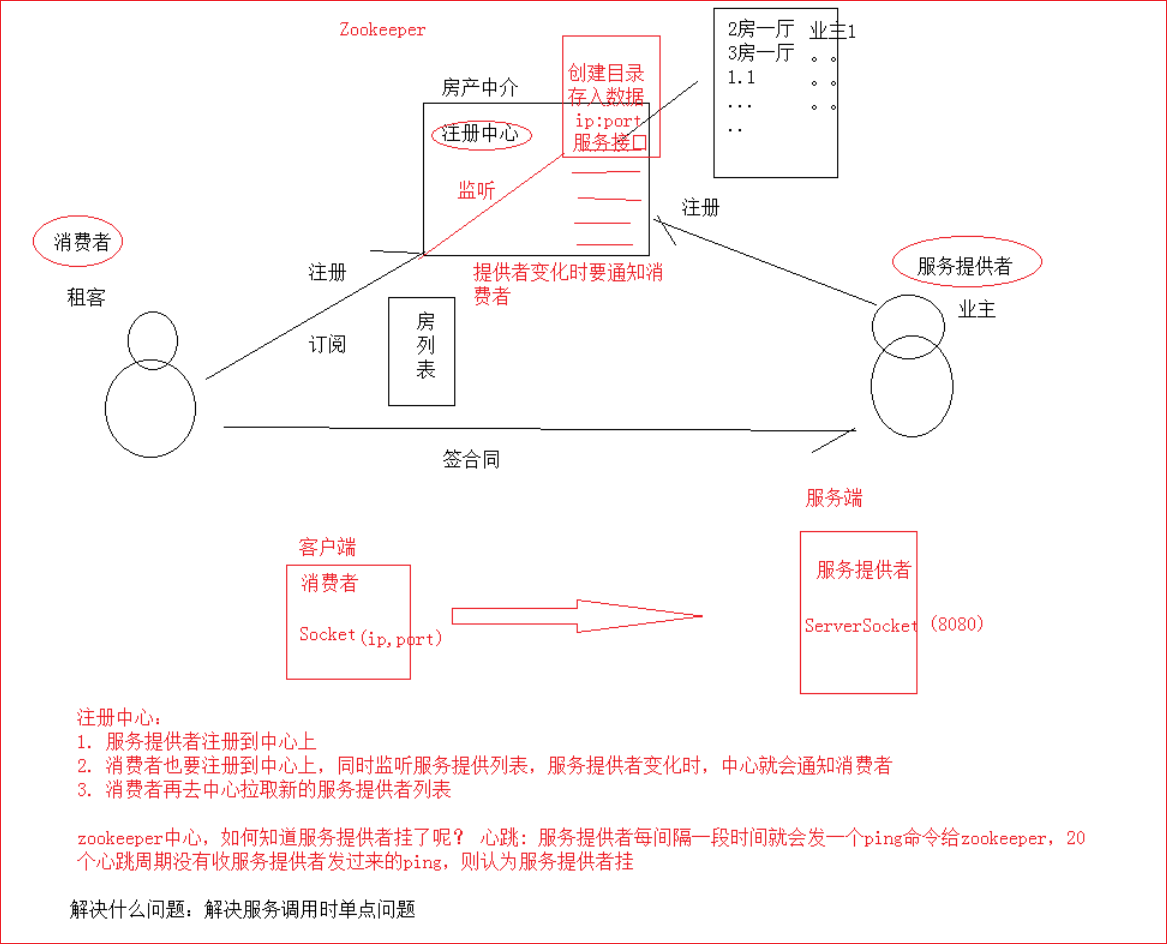 Zookeeper
2房一厅 业主1
3房一厅 。。
1.1 。。
... 。。
..
房产中介
创建目录
存入数据
ip:port
服务接口
注册中心
监听
注册
消费者
租客
注册
订阅
提供者变化时要通知消
费者
房
列
表
服务提供者
业主
签合同
服务端
客户端
消费者
Socket(ip,port)
服务提供者
ServerSocket (8080)
注册中心:
1. 服务提供者注册到中心上
2. 消费者也要注册到中心上, 同时监听服务提供列表, 服务提供者变化时, 中心就会通知消费者
3. 消费者再去中心拉取新的服务提供者列表
zookeeper中心, 如何知道服务提供者挂了呢? 心跳: 服务提供者每间隔一段时间就会发一个ping命令给zookeeper, 20
个心跳周期没有收服务提供者发过来的ping, 则认为服务提供者挂
解决什么问题: 解决服务调用时单点问题